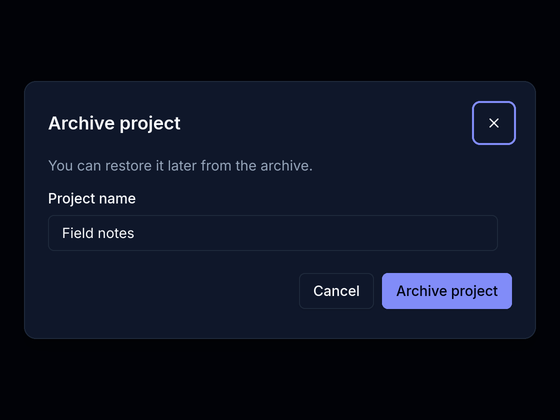 Archive project
You can restore it later from the archive.
Project name
Field notes
Cancel
Archive project